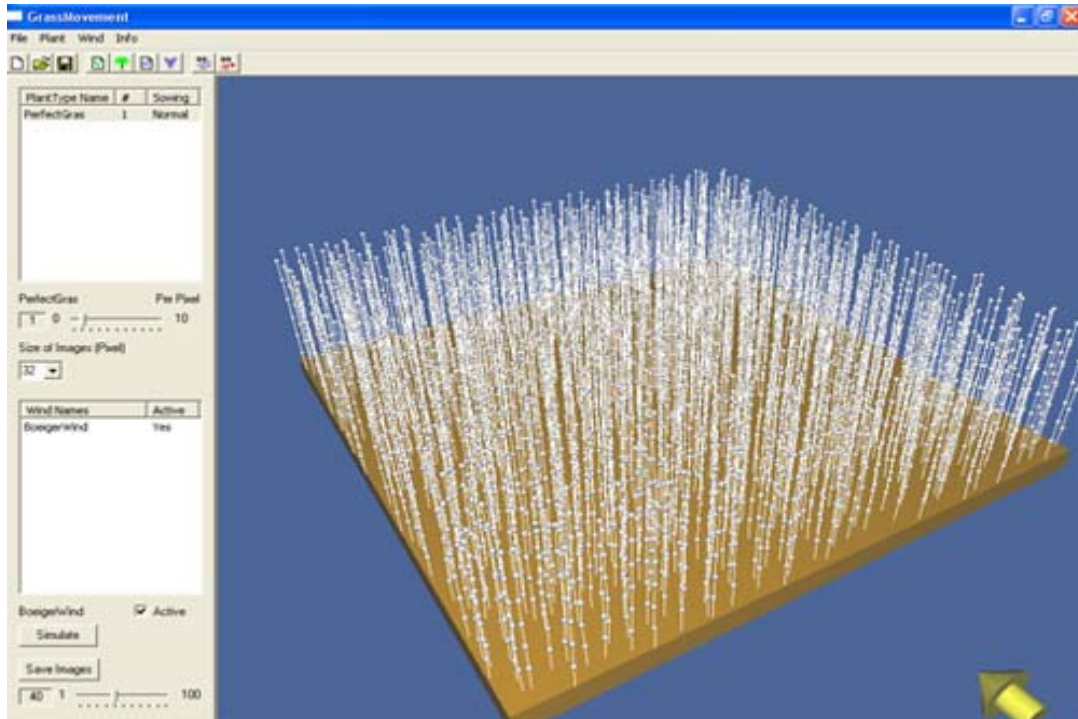 GrassMovement
File Plant Wind Info
PlantType Name # Sowing
PerfectGras 1 Normal
PerfectGras Per Pixel
1 0 10
Size of Images (Pixel)
32
Wind Names Active
BoeigerWind Yes
BoeigerWind Active
Simulate
Save Images
40 1 100